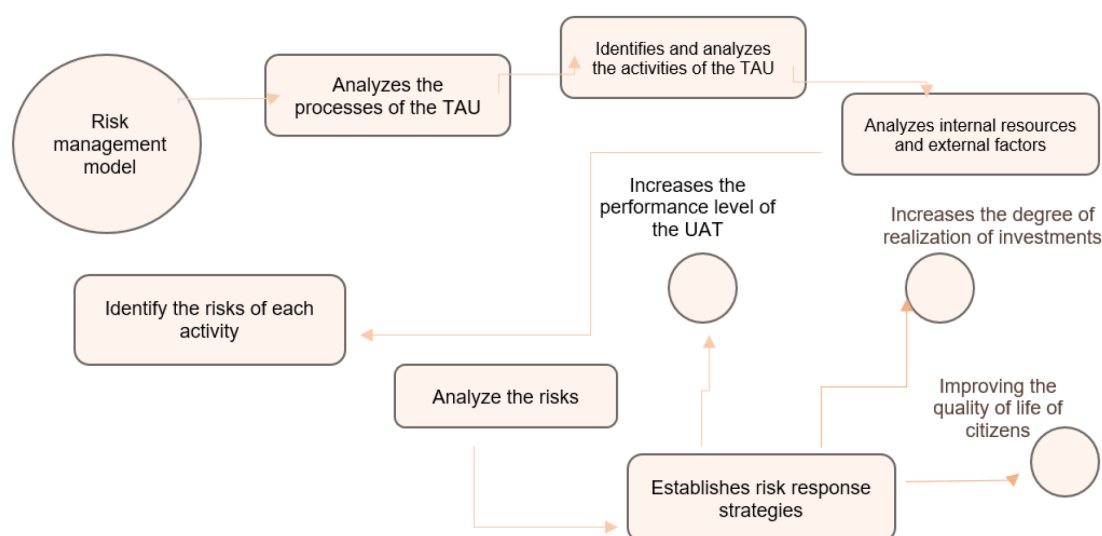 Risk
management
model
Analyzes the
processes of the TAU
Identifies and analyzes
the activities of the TAU
Analyzes internal resources
and external factors
Increases the
performance level of
the UAT
Increases the degree of
realization of investments
Identify the risks of each
activity
Analyze the risks
Improving the
quality of life of
citizens
Establishes risk response
strategies